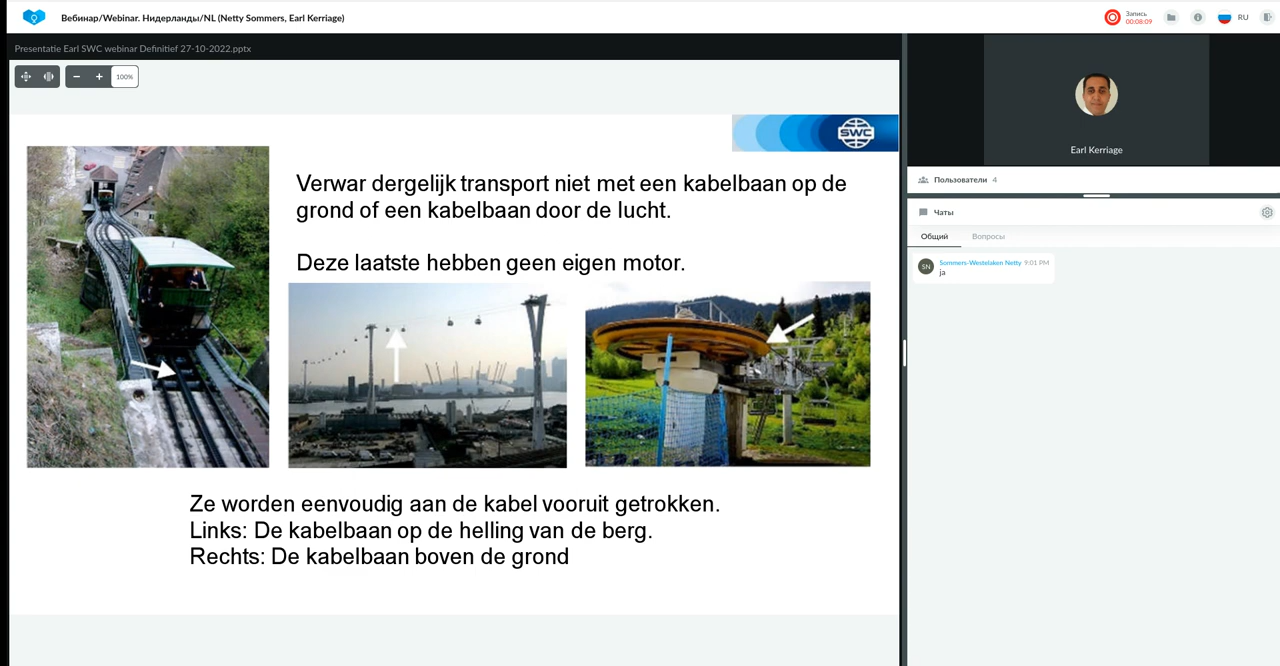 Вебинар/Webinar. Нидерланды/NL (Netty Sommers, Earl Kerriage)
Запись
00:08:09
RU
Presentatie Earl SWC webinar Definitief 27-10-2022.pptx
100%
SWC
Verwar dergelijk transport niet met een kabelbaan op de
grond of een kabelbaan door de lucht.
Deze laatste hebben geen eigen motor.
Ze worden eenvoudig aan de kabel vooruit getrokken.
Links: De kabelbaan op de helling van de berg.
Rechts: De kabelbaan boven de grond
Earl Kerriage
Пользователи 4
Чаты
Общий Вопросы
SN
Sommers-Westelaken Netty 9:01 PM
ja